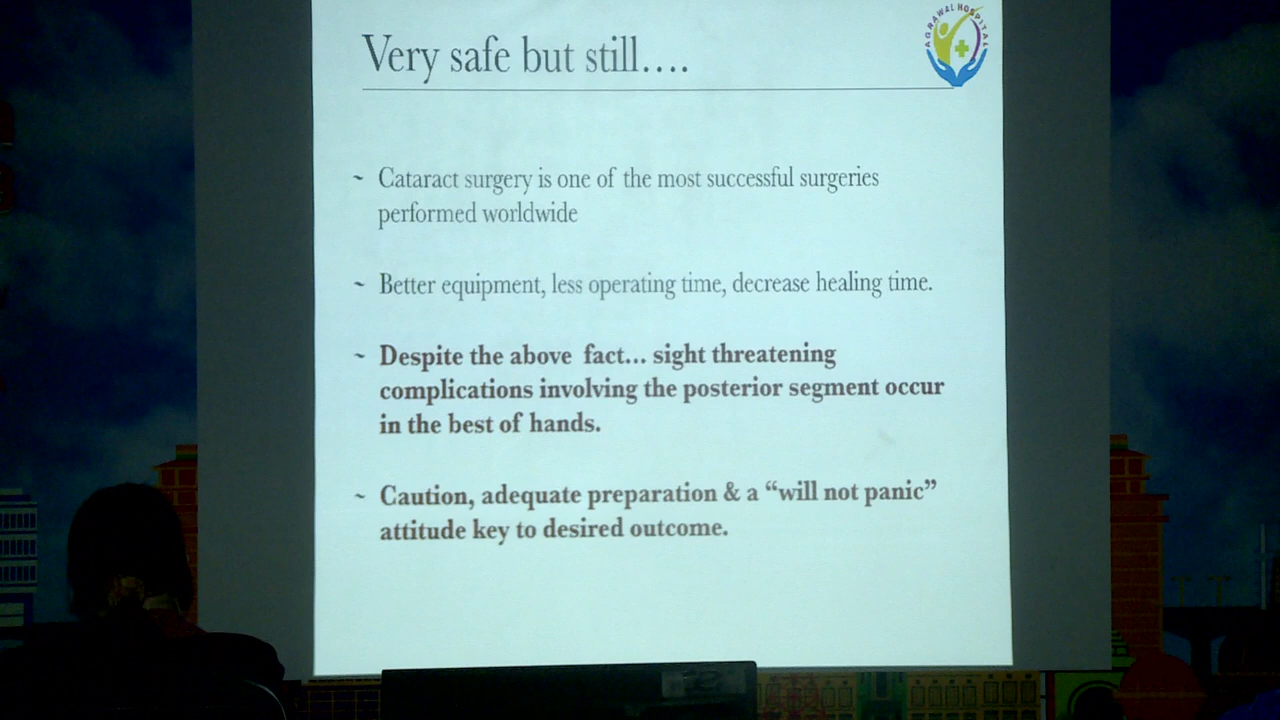 Very safe but still....
AGRAWAL HOSPITAL
~ Cataract surgery is one of the most successful surgeries
performed worldwide
~ Better equipment, less operating time, decrease healing time.
~ Despite the above fact... sight threatening
complications involving the posterior segment occur
in the best of hands.
~ Caution, adequate preparation & a “will not panic”
attitude key to desired outcome.